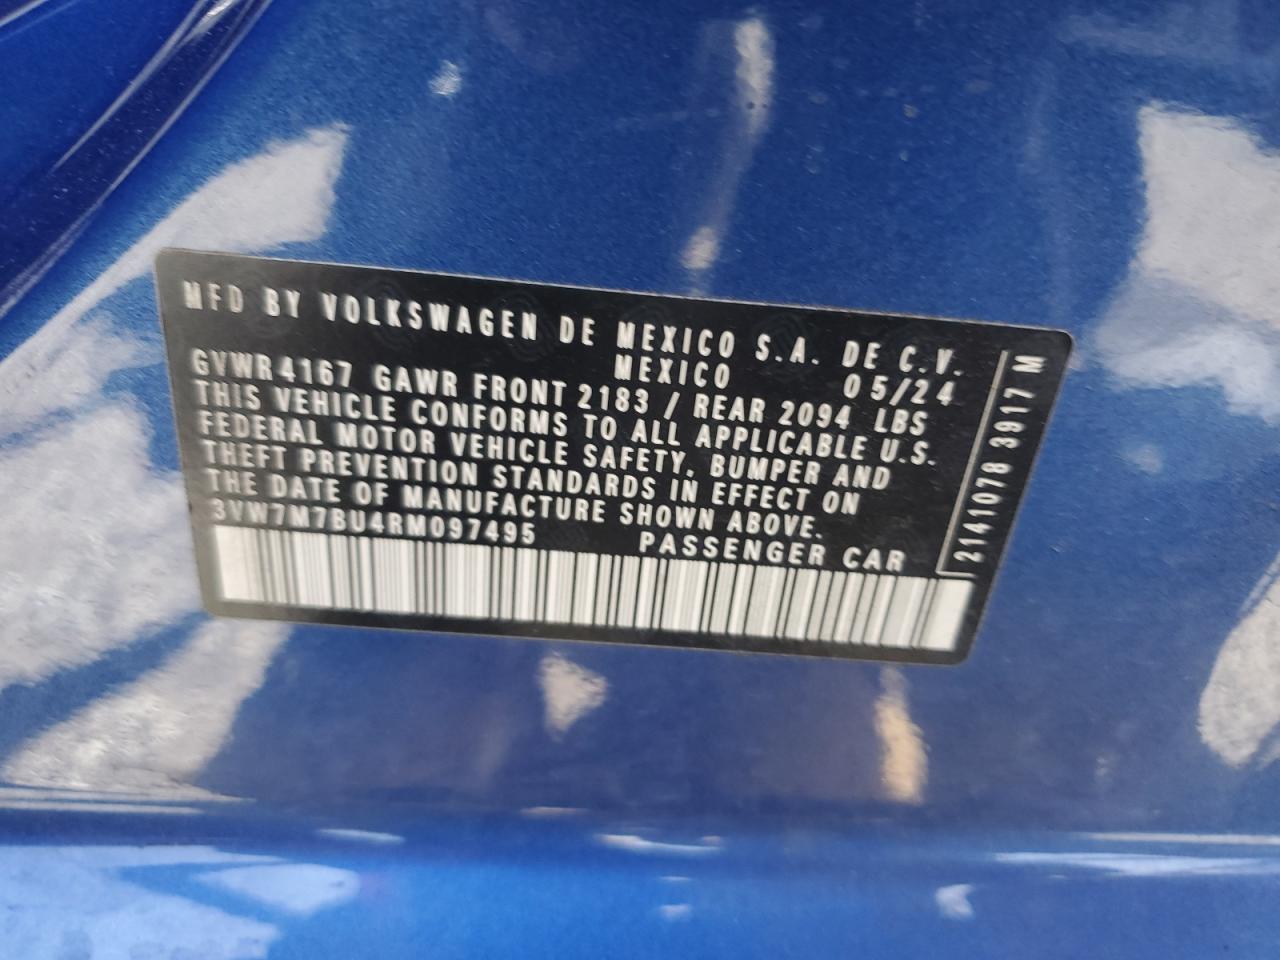 MFD BY VOLKSWAGEN DE MEXICO S.A. DE C.V.
MEXICO 05/24
GVWR 4167 GAWR FRONT 2183 / REAR 2094 LBS
THIS VEHICLE CONFORMS TO ALL APPLICABLE U.S.
FEDERAL MOTOR VEHICLE SAFETY, BUMPER AND
THEFT PREVENTION STANDARDS IN EFFECT ON
THE DATE OF MANUFACTURE SHOWN ABOVE.
3VW7M7BU4RM097495 PASSENGER CAR
2141078 3917 M